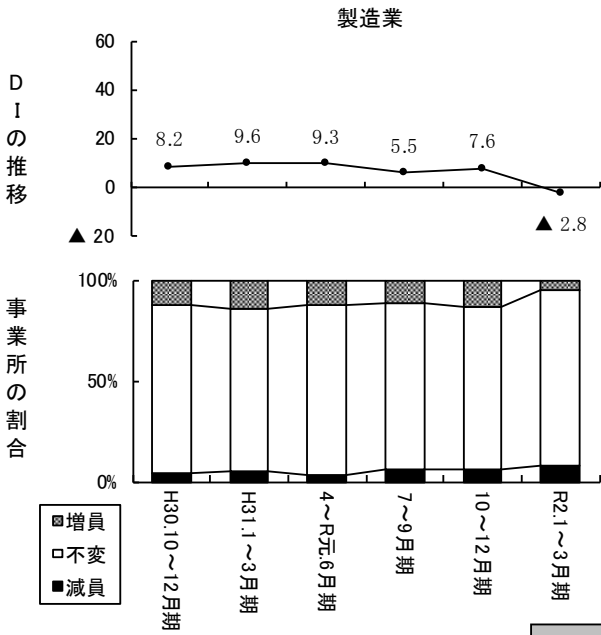 製造業
DIの推移
60
40
20
0
▲ 20
8.2
9.6
9.3
5.5
7.6
▲ 2.8
事業所の割合
100%
50%
0%
H30.10～12月期
H31.1～3月期
4～R元.6月期
7～9月期
10～12月期
R2.1～3月期
増員
不変
減員